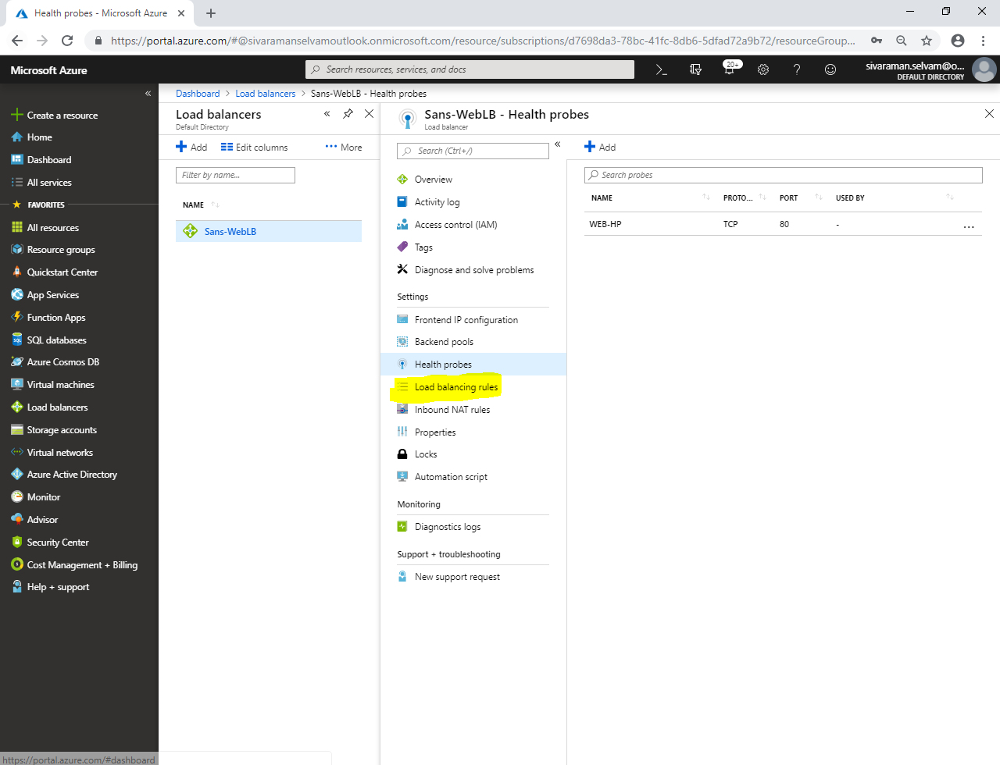 Health probes - Microsoft Azure
https://portal.azure.com/#@sivaramanselvamoutlook.onmicrosoft.com/resource/subscriptions/d7698da3-78bc-41fc-8db6-5dfad72a9b72/resourceGroup...
Microsoft Azure
Search resources, services, and docs
20+
sivaraman.selvam@o...
DEFAULT DIRECTORY
Create a resource
Home
Dashboard
All services
FAVORITES
All resources
Resource groups
Quickstart Center
App Services
Function Apps
SQL databases
Azure Cosmos DB
Virtual machines
Load balancers
Storage accounts
Virtual networks
Azure Active Directory
Monitor
Advisor
Security Center
Cost Management + Billing
Help + support
https://portal.azure.com/#dashboard
Dashboard > Load balancers > Sans-WebLB - Health probes
Load balancers
Default Directory
Add Edit columns More
Filter by name...
NAME
Sans-WebLB
Sans-WebLB - Health probes
Load balancer
Search (Ctrl+/)
Overview
Activity log
Access control (IAM)
Tags
Diagnose and solve problems
Settings
Frontend IP configuration
Backend pools
Health probes
Load balancing rules
Inbound NAT rules
Properties
Locks
Automation script
Monitoring
Diagnostics logs
Support + troubleshooting
New support request
Add
Search probes
NAME PROTO... PORT USED BY
WEB-HP TCP 80 - ...